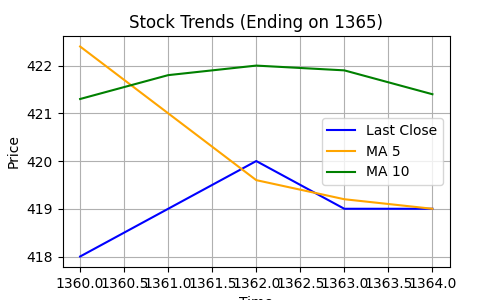 Stock Trends (Ending on 1365)
Price
422
421
420
419
418
Last Close
MA 5
MA 10
1360.0 1360.5 1361.0 1361.5 1362.0 1362.5 1363.0 1363.5 1364.0
Time